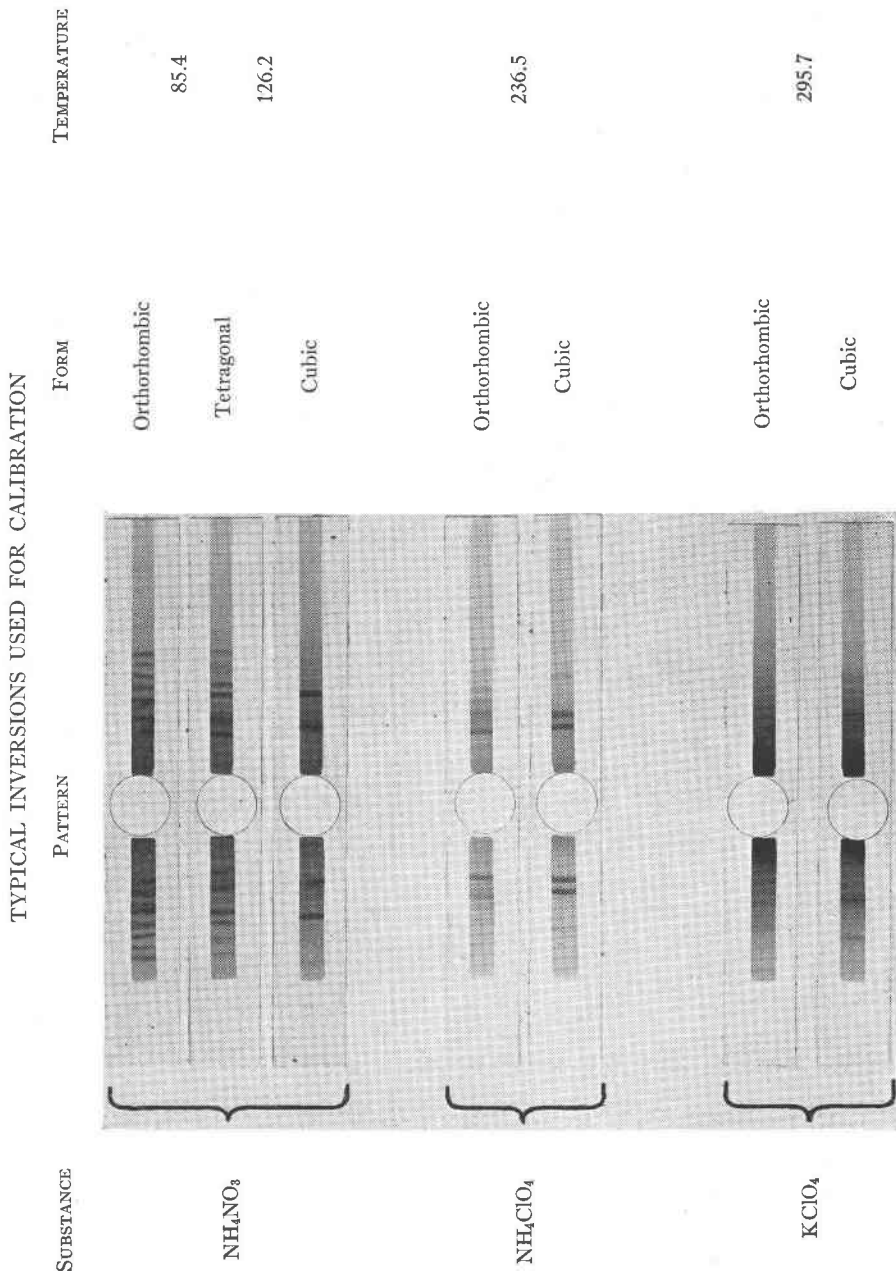 TYPICAL INVERSIONS USED FOR CALIBRATION
SUBSTANCE PATTERN FORM TEMPERATURE
NH₄NO₃
Orthorhombic
85.4
Tetragonal
126.2
Cubic
NH₄ClO₄
Orthorhombic
236.5
Cubic
KClO₄
Orthorhombic
295.7
Cubic